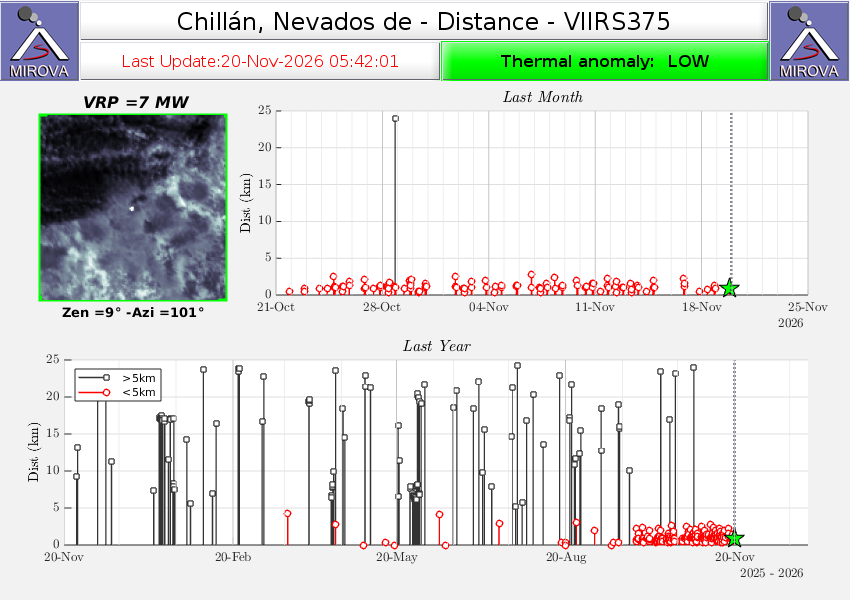 MIROVA
Chillán, Nevados de - Distance - VIIRS375
MIROVA
Last Update:20-Nov-2026 05:42:01
Thermal anomaly: LOW
VRP =7 MW
Zen =9° -Azi =101°
Last Month
Dist (km)
25
20
15
10
5
0
21-Oct
28-Oct
04-Nov
11-Nov
18-Nov
25-Nov
2026
Last Year
Dist (km)
25
20
15
10
5
0
>5km
<5km
20-Nov
20-Feb
20-May
20-Aug
20-Nov
2025 - 2026